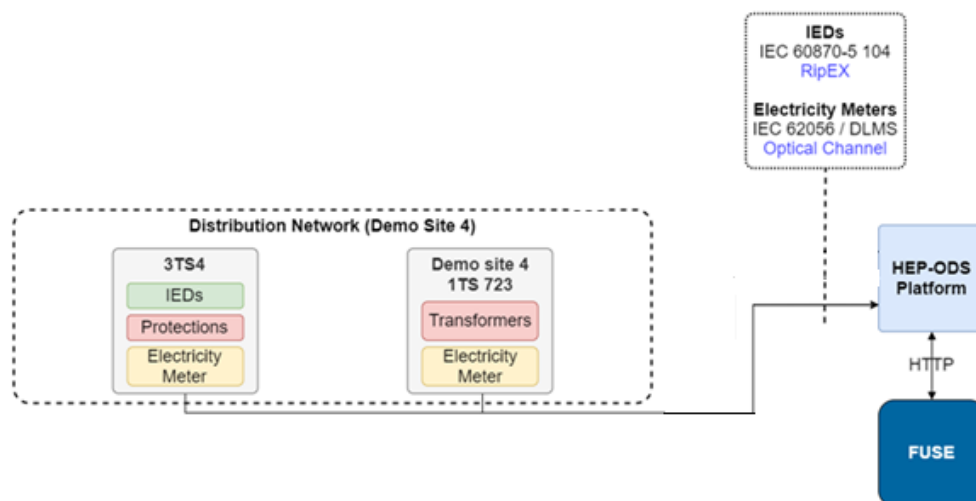 IEDs
IEC 60870-5 104
RipEX
Electricity Meters
IEC 62056 / DLMS
Optical Channel
Distribution Network (Demo Site 4)
3TS4
IEDs
Protections
Electricity
Meter
Demo site 4
1TS 723
Transformers
Electricity
Meter
HEP-ODS
Platform
HTTP
FUSE